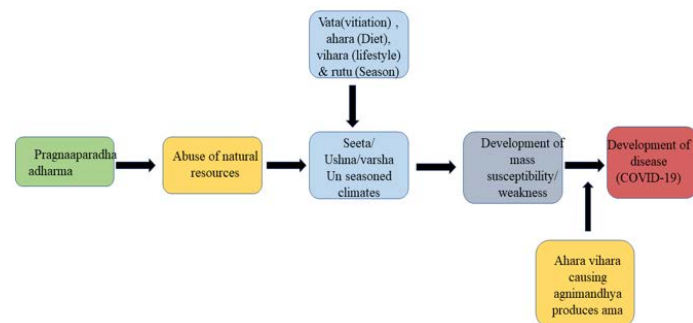 Vata(vitiation) ,
ahara (Diet),
vihara (lifestyle)
& rutu (Season)
Pragnaaparadha
adharma
Abuse of natural
resources
Seeta/
Ushna/varsha
Un seasoned
climates
Development of
mass
susceptibility/
weakness
Development of
disease
(COVID-19)
Ahara vihara
causing
agnimandhya
produces ama